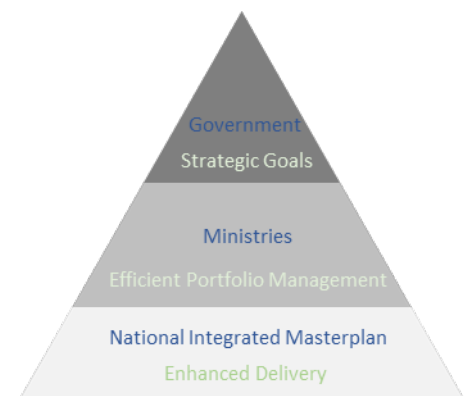 Government
Strategic Goals
Ministries
Efficient Portfolio Management
National Integrated Masterplan
Enhanced Delivery